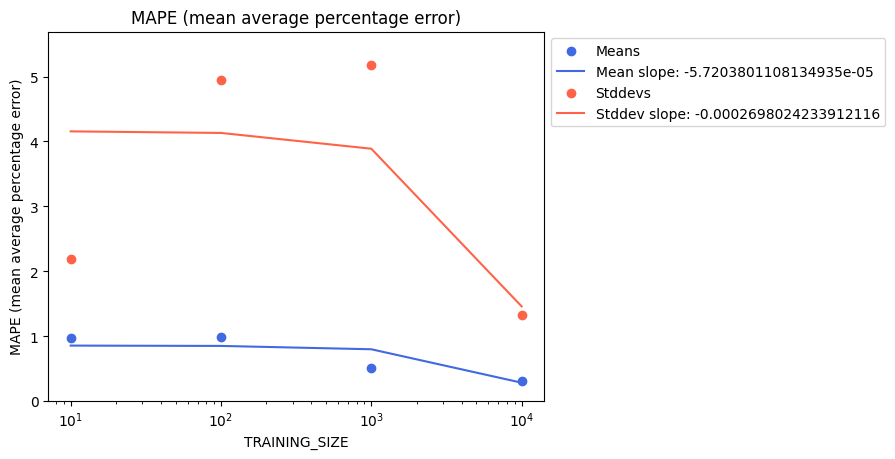 MAPE (mean average percentage error)
MAPE (mean average percentage error)
5
4
3
2
1
0
10¹ 10² 10³ 10⁴
TRAINING_SIZE
Means
Mean slope: -5.7203801108134935e-05
Stddevs
Stddev slope: -0.0002698024233912116